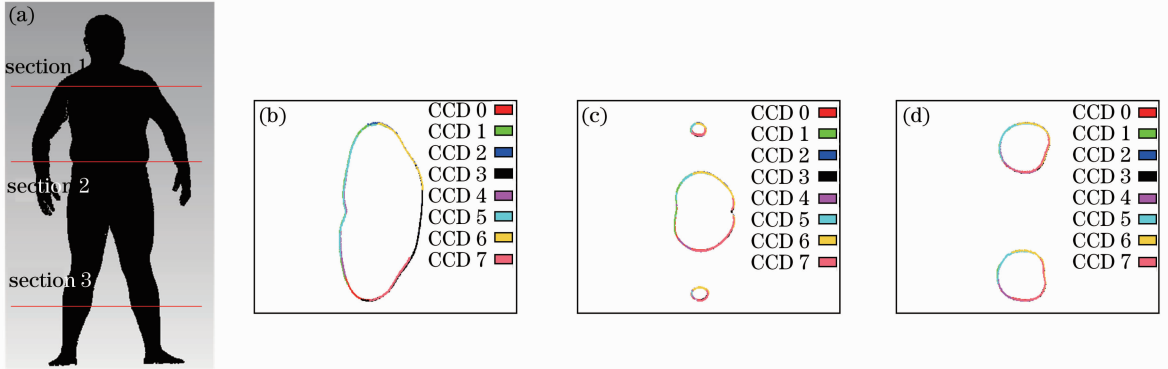 (a)
section 1
section 2
section 3
(b)
CCD 0
CCD 1
CCD 2
CCD 3
CCD 4
CCD 5
CCD 6
CCD 7
(c)
CCD 0
CCD 1
CCD 2
CCD 3
CCD 4
CCD 5
CCD 6
CCD 7
(d)
CCD 0
CCD 1
CCD 2
CCD 3
CCD 4
CCD 5
CCD 6
CCD 7